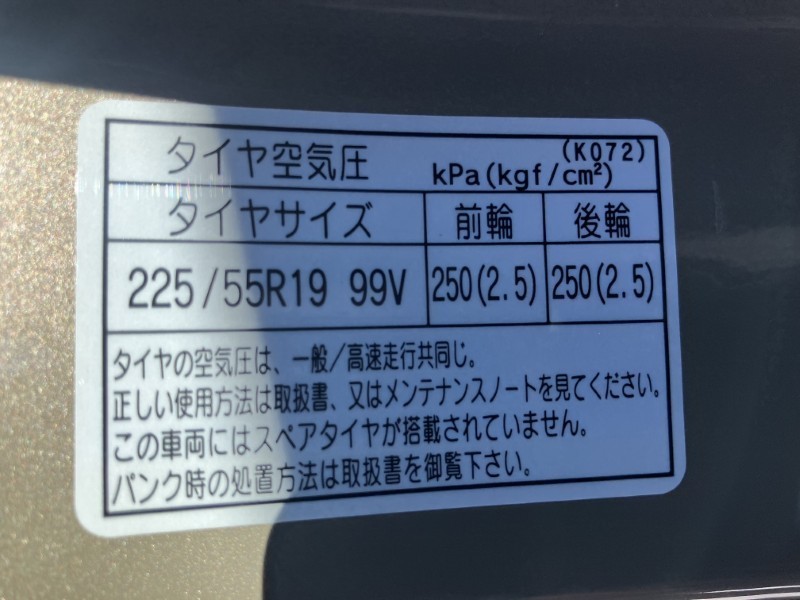 タイヤ空気圧 kPa(kgf/cm²) (K072)
タイヤサイズ 前輪 後輪
225/55R19 99V 250(2.5) 250(2.5)
タイヤの空気圧は、一般/高速走行共同じ。
正しい使用方法は取扱書、又はメンテナンスノートを見てください。
この車両にはスペアタイヤが搭載されていません。
パンク時の処置方法は取扱書を御覧下さい。